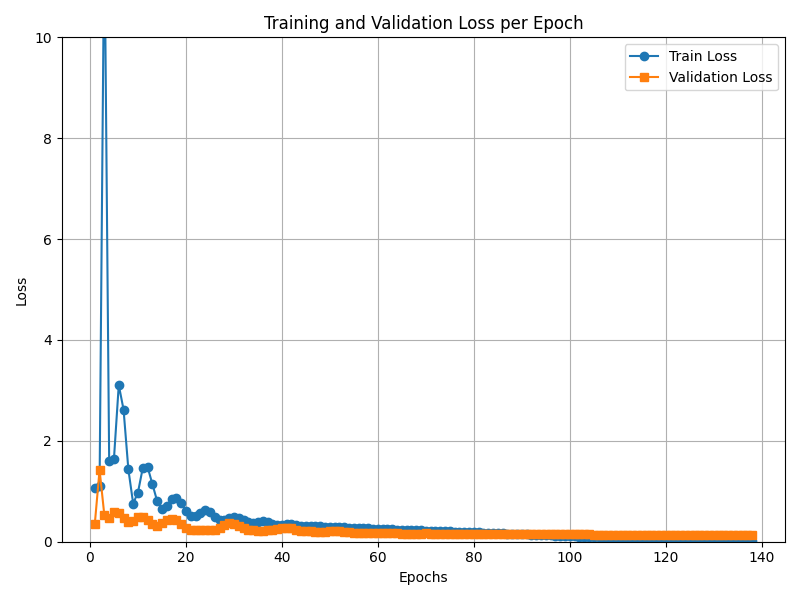 Training and Validation Loss per Epoch
Train Loss
Validation Loss
Loss
10
8
6
4
2
0
0 20 40 60 80 100 120 140
Epochs